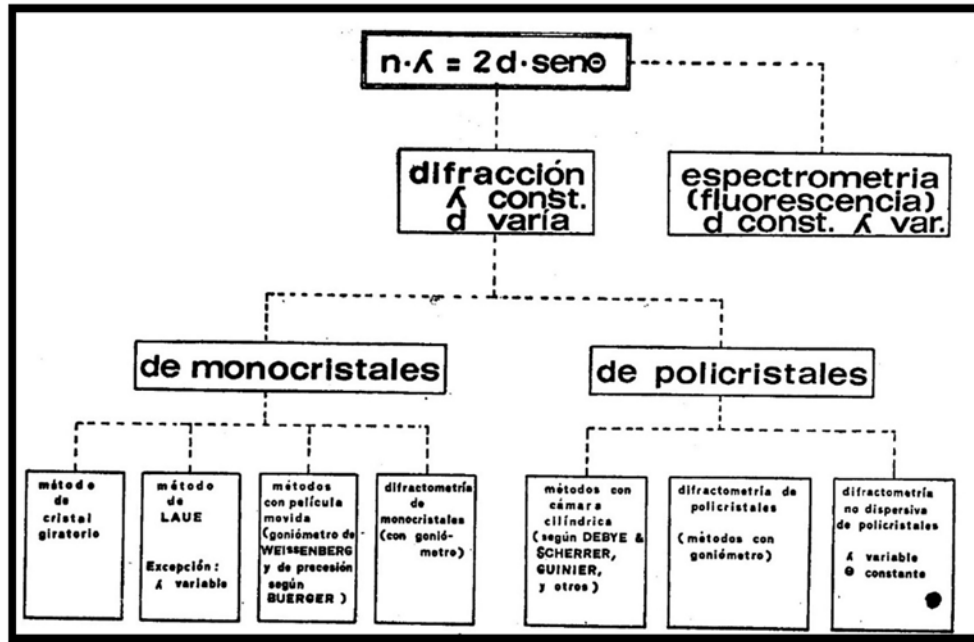 n·λ = 2d·senΘ
difracción
λ const.
d varía
espectrometria
(fluorescencia)
d const. λ var.
de monocristales
de policristales
método
de
cristal
giratorio
método
de
LAUE
Excepción:
λ variable
métodos
con película
movida
(goniómetro de
WEISSENBERG
y de precesión
según
BUERGER)
difractometría
de
monocristales
(con gonió-
metro)
métodos con
cámara
cilíndrica
(según DEBYE &
SCHERRER,
GUINIER,
y otros)
difractometría de
policristales
(métodos con
goniómetro)
difractometría
no dispersiva
de policristales
λ variable
Θ constante